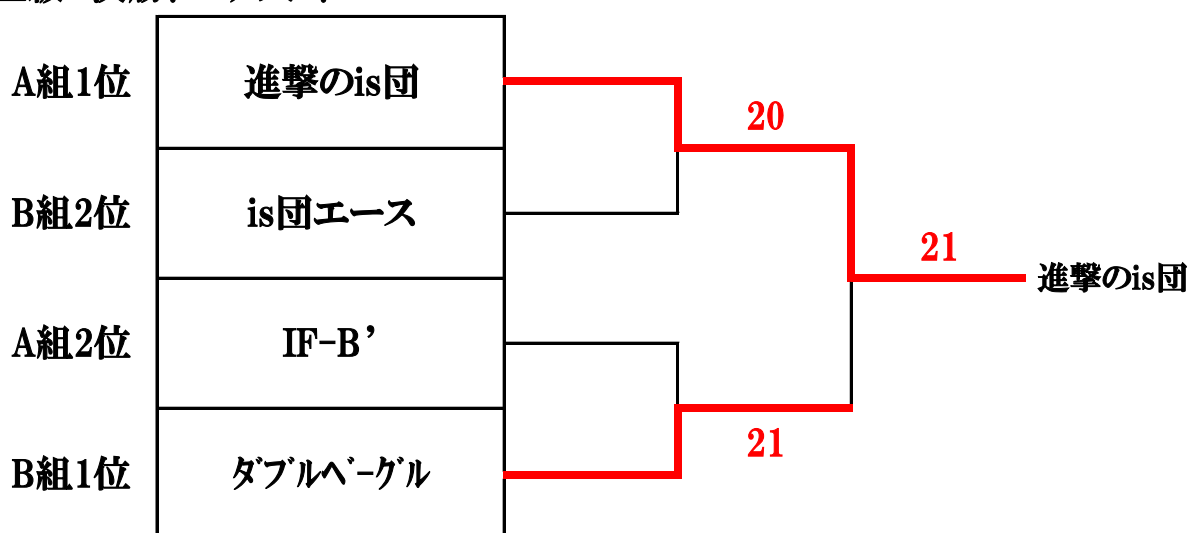 A組1位 進撃のis団
20
B組2位 is団エース
21
進撃のis団
A組2位 IF-B’
21
B組1位 ﾀﾞﾌﾞﾙﾍﾞｰｸﾞﾙ